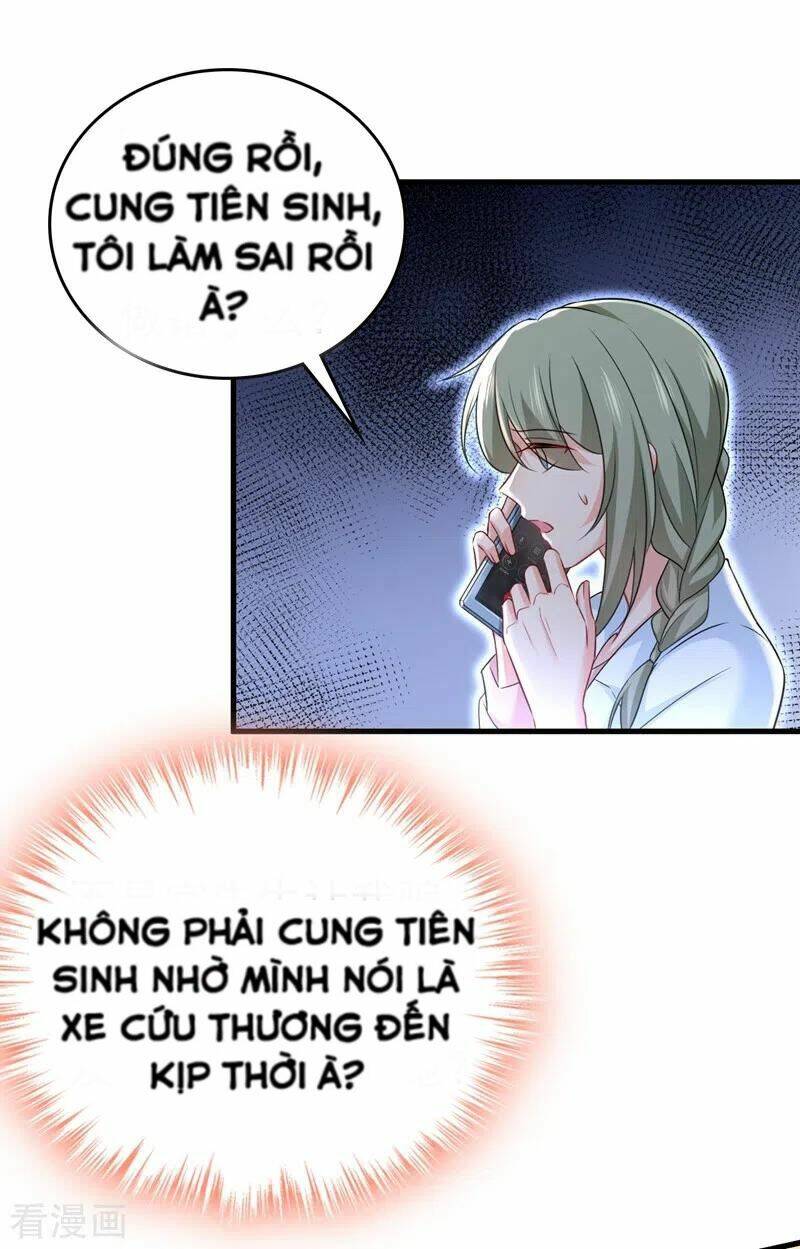 ĐÚNG RỒI,
CUNG TIÊN SINH,
TÔI LÀM SAI RỒI
À?
KHÔNG PHẢI CUNG TIÊN
SINH NHỜ MÌNH NÓI LÀ
XE CỨU THƯƠNG ĐẾN
KỊP THỜI À?
看漫画